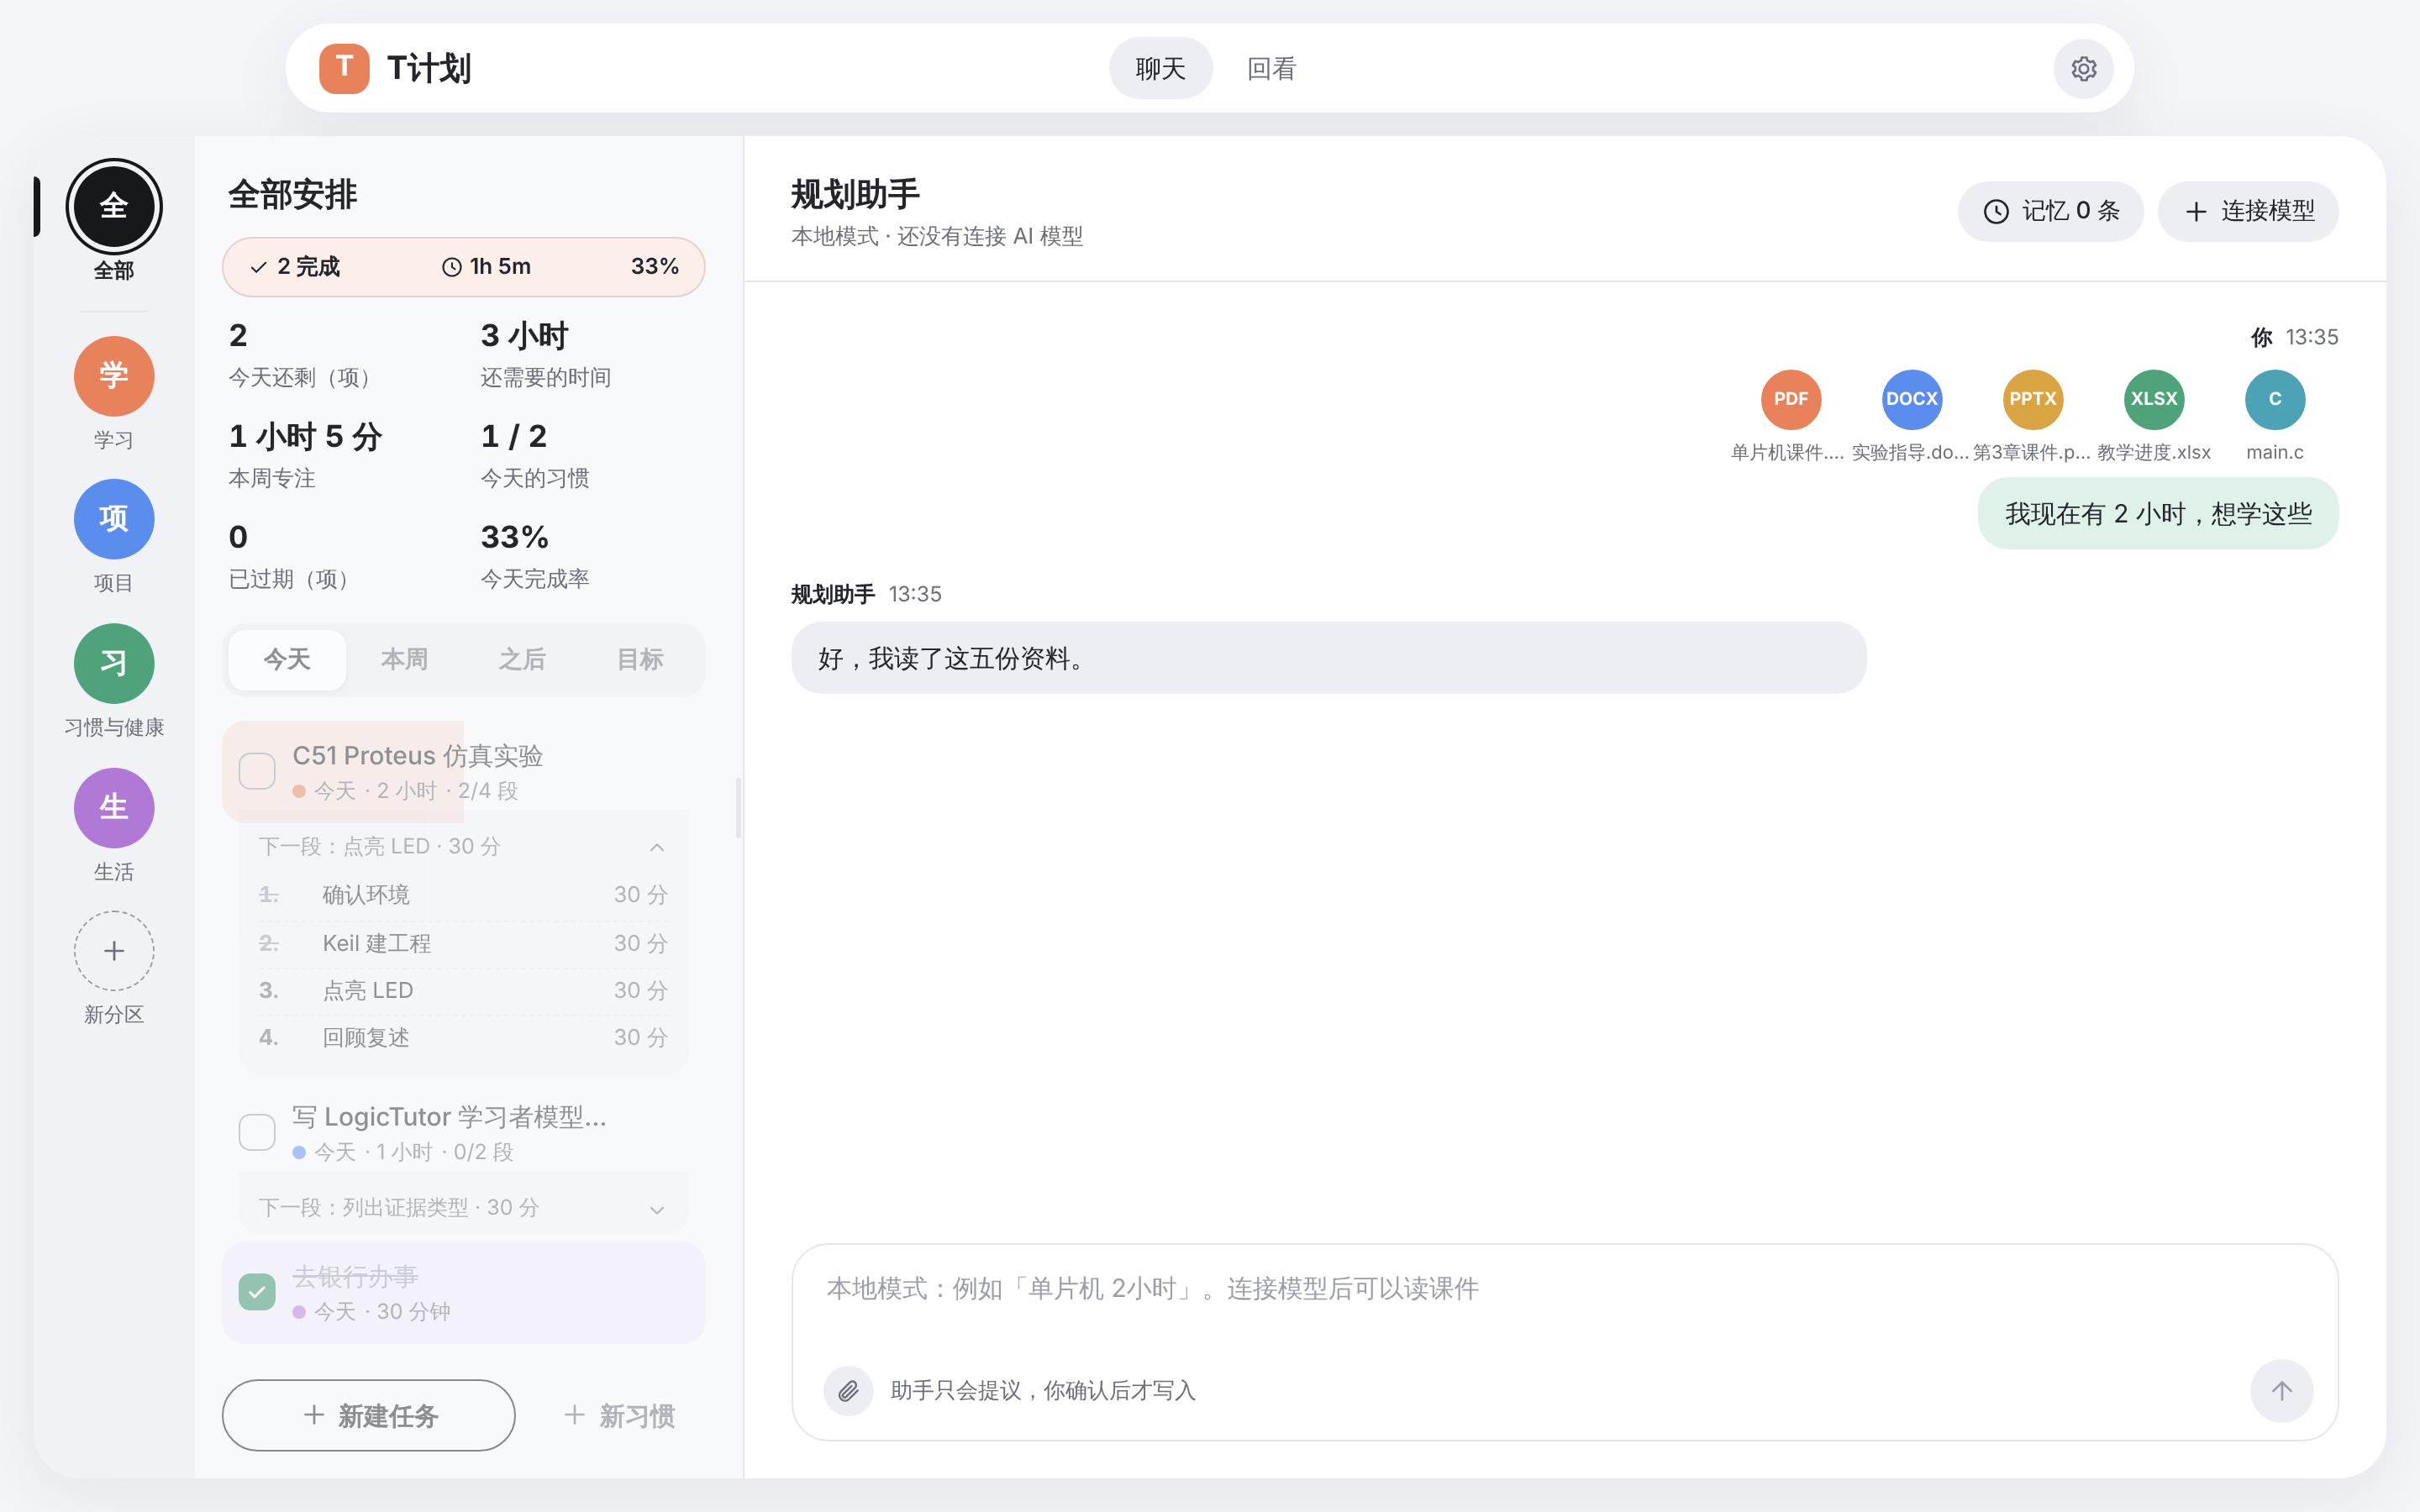 T T计划 聊天 回看
全
全部
学
学习
项
项目
习
习惯与健康
生
生活
新分区
全部安排
2 完成 1h 5m 33%
2
今天还剩（项）
3 小时
还需要的时间
1 小时 5 分
本周专注
1 / 2
今天的习惯
0
已过期（项）
33%
今天完成率
今天 本周 之后 目标
C51 Proteus 仿真实验
今天 · 2 小时 · 2/4 段
下一段：点亮 LED · 30 分
1. 确认环境 30 分
2. Keil 建工程 30 分
3. 点亮 LED 30 分
4. 回顾复述 30 分
写 LogicTutor 学习者模型...
今天 · 1 小时 · 0/2 段
下一段：列出证据类型 · 30 分
去银行办事
今天 · 30 分钟
新建任务 新习惯
规划助手
本地模式 · 还没有连接 AI 模型
记忆 0 条 连接模型
你 13:35
PDF DOCX PPTX XLSX C
单片机课件.... 实验指导.do... 第3章课件.p... 教学进度.xlsx main.c
我现在有 2 小时，想学这些
规划助手 13:35
好，我读了这五份资料。
本地模式：例如「单片机 2小时」。连接模型后可以读课件
助手只会提议，你确认后才写入